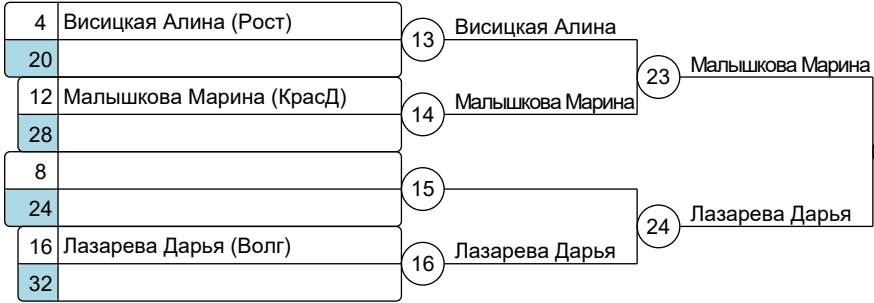 4 Висицкая Алина (Рост)
20
12 Малышкова Марина (КрасД)
28
8
24
16 Лазарева Дарья (Волг)
32
13 Висицкая Алина
14 Малышкова Марина
15
16 Лазарева Дарья
23 Малышкова Марина
24 Лазарева Дарья